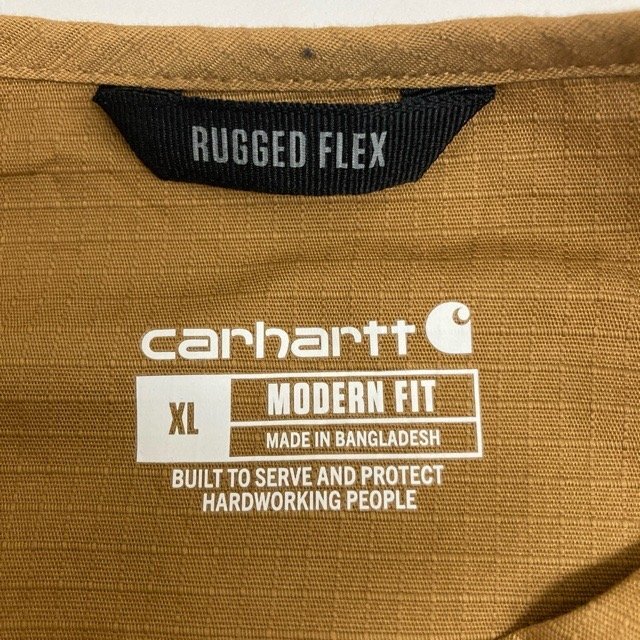 RUGGED FLEX
carhartt
XL
MODERN FIT
MADE IN BANGLADESH
BUILT TO SERVE AND PROTECT
HARDWORKING PEOPLE